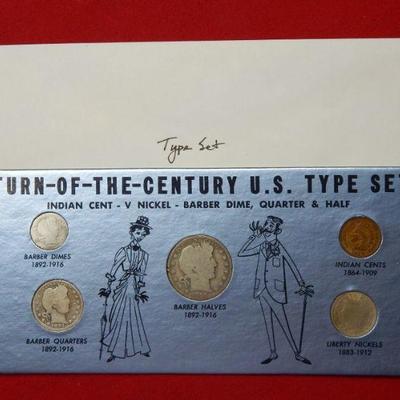 Type Set
TURN-OF-THE-CENTURY U.S. TYPE SET
INDIAN CENT - V NICKEL - BARBER DIME, QUARTER & HALF
BARBER DIMES
1892-1916
INDIAN CENTS
1864-1909
BARBER HALVES
1892-1916
BARBER QUARTERS
1892-1916
LIBERTY NICKELS
1883-1912